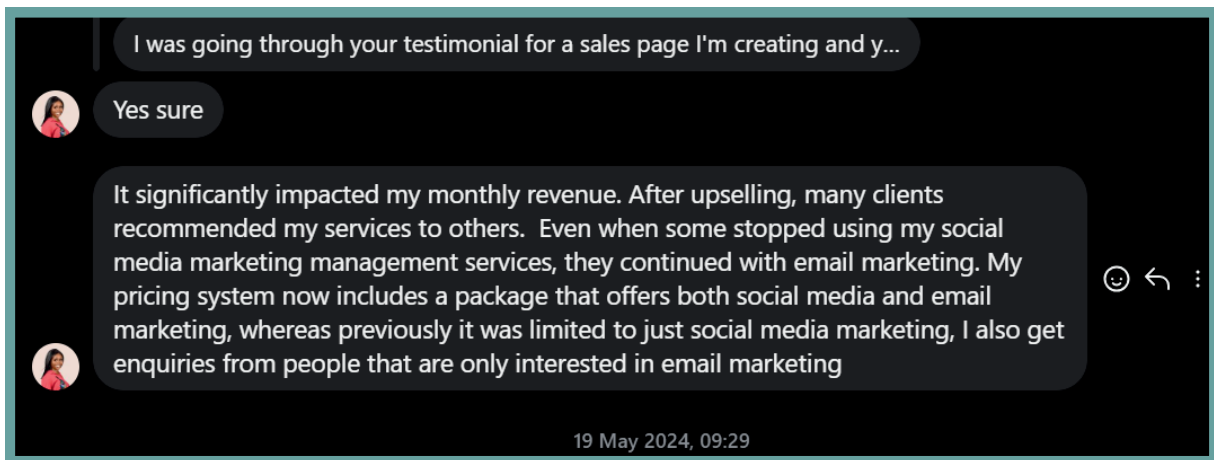 I was going through your testimonial for a sales page I'm creating and y...
Yes sure
It significantly impacted my monthly revenue. After upselling, many clients
recommended my services to others.  Even when some stopped using my social
media marketing management services, they continued with email marketing. My
pricing system now includes a package that offers both social media and email
marketing, whereas previously it was limited to just social media marketing, I also get
enquiries from people that are only interested in email marketing
19 May 2024, 09:29